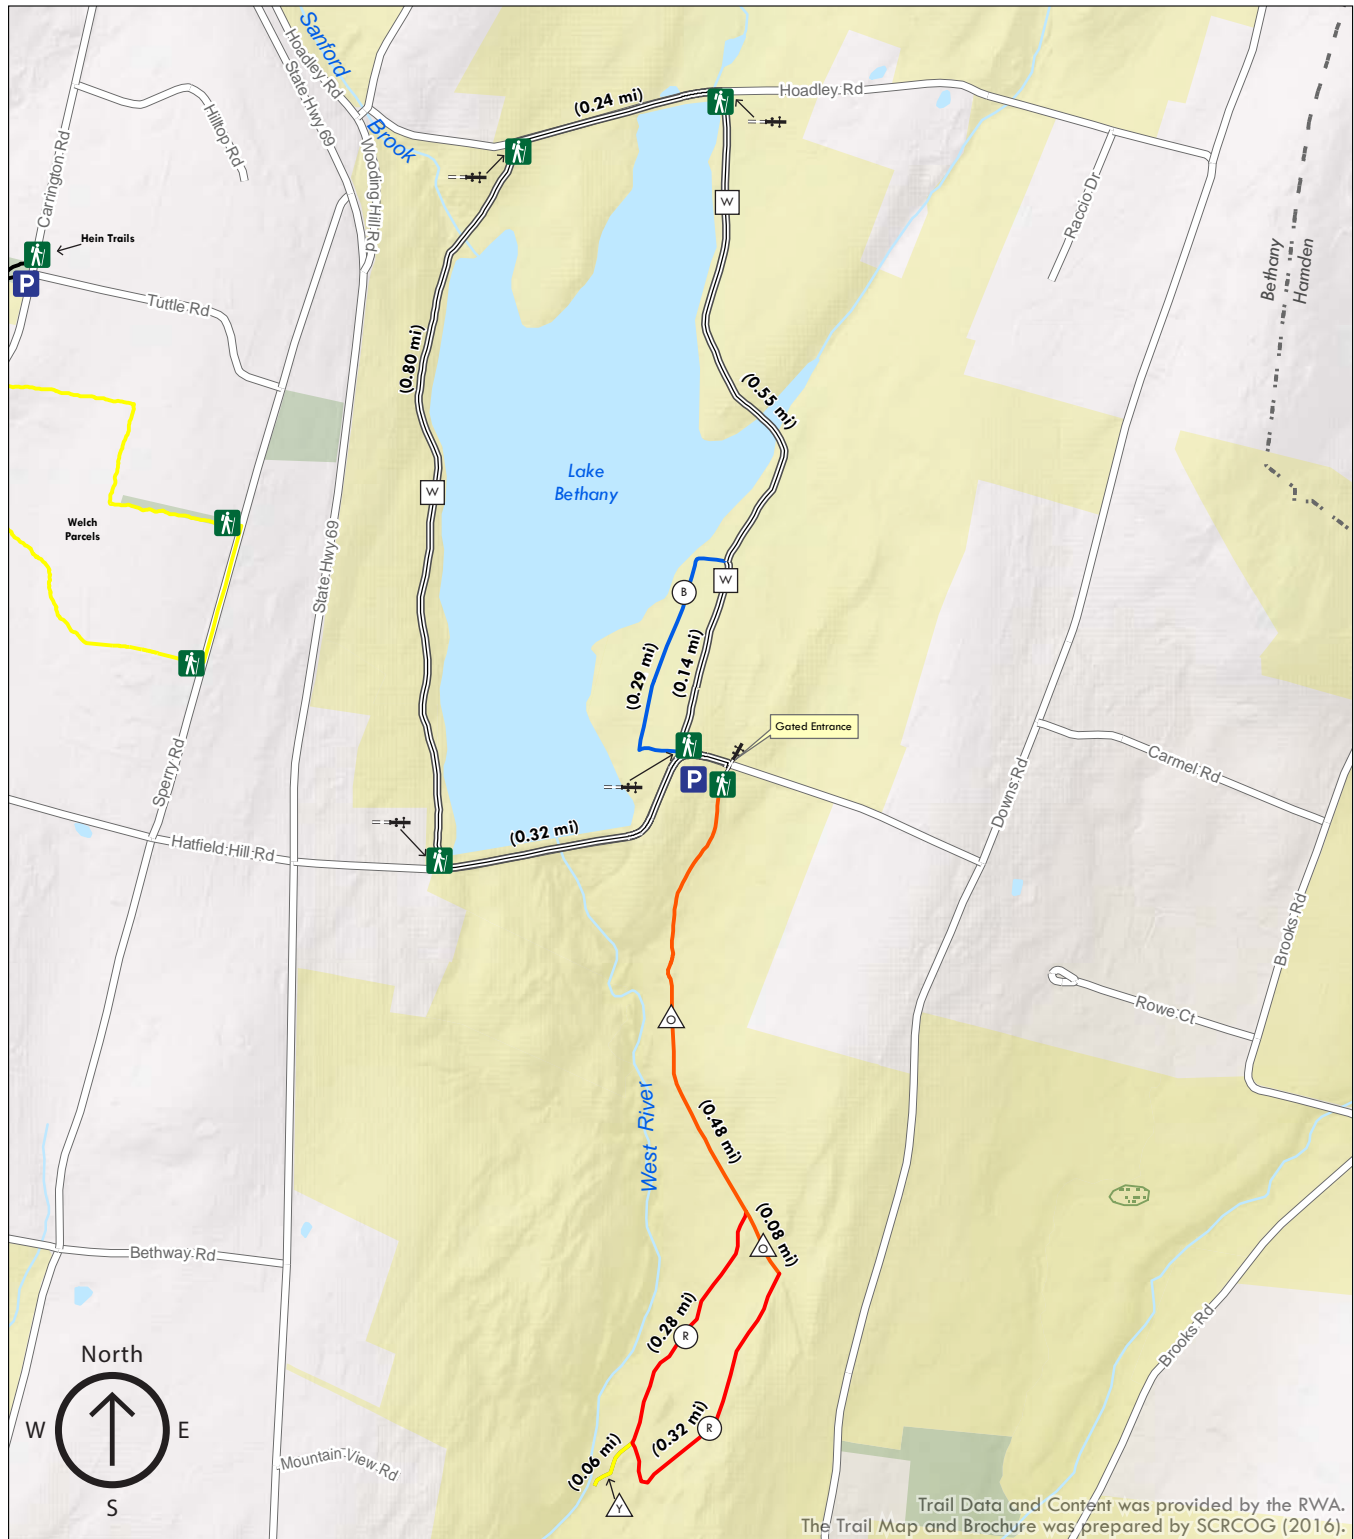 Sanford
Brook
Hoadley Rd
State Hwy 69
(0.24 mi)
Hoadley Rd
Carrington Rd
Hilltop Rd
Wooding Hill Rd
Raccio Dr
W
Hein Trails
P
Tuttle Rd
Bethany
Hamden
(0.80 mi)
(0.55 mi)
Lake
Bethany
W
Welch
Parcels
State Hwy 69
W
B
(0.29 mi)
(0.14 mi)
Gated Entrance
P
Sperry Rd
Carmel Rd
Downs Rd
(0.32 mi)
Hatfield Hill Rd
Brooks Rd
Rowe Ct
O
West River
(0.48 mi)
(0.08 mi)
O
Bethway Rd
(0.28 mi)
R
Brooks Rd
North
W
E
S
(0.32 mi)
R
(0.06 mi)
Y
Mountain View Rd
Trail Data and Content was provided by the RWA.
The Trail Map and Brochure was prepared by SCRCOG (2016).